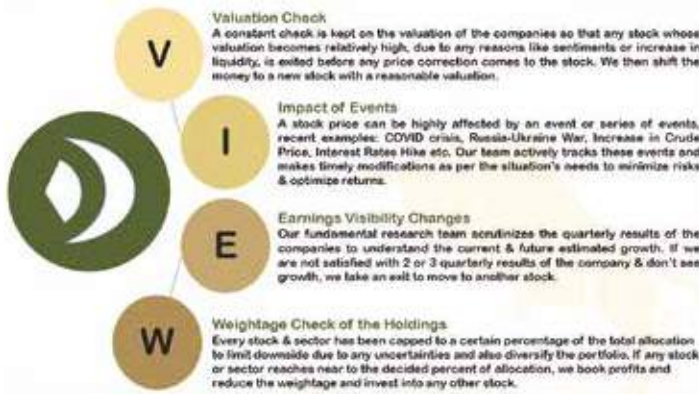 V
Valuation Check
A constant check is kept on the valuation of the companies so that any stock whose
valuation becomes relatively high, due to any reasons like sentiments or increase in
liquidity, is exited before any price correction comes to the stock. We then shift the
money to a new stock with a reasonable valuation.
I
Impact of Events
A stock price can be highly affected by an event or series of events,
recent examples: COVID crisis, Russia-Ukraine War, Increase in Crude
Price, Interest Rates Hike etc. Our team actively tracks these events and
makes timely modifications as per the situation's needs to minimize risks
& optimize returns.
E
Earnings Visibility Changes
Our fundamental research team scrutinizes the quarterly results of the
companies to understand the current & future estimated growth. If we
are not satisfied with 2 or 3 quarterly results of the company & don't see
growth, we take an exit to move to another stock.
W
Weightage Check of the Holdings
Every stock & sector has been capped to a certain percentage of the total allocation
to limit downside due to any uncertainties and also diversify the portfolio. If any stock
or sector reaches near to the decided percent of allocation, we book profits and
reduce the weightage and invest into any other stock.